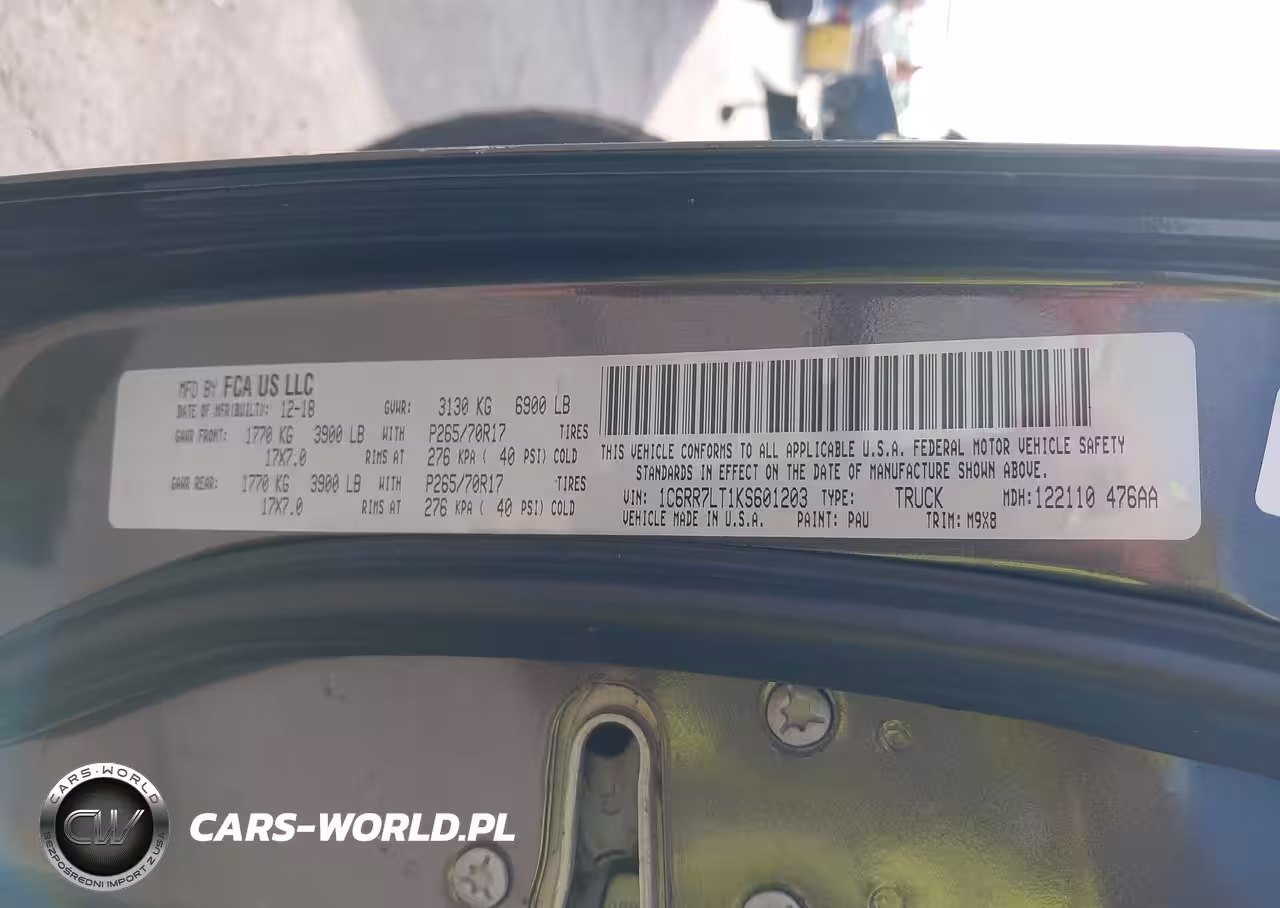 MFD BY FCA US LLC
DATE OF MFR(BUILT): 12-18 GVWR: 3130 KG 6900 LB
GAWR FRONT: 1770 KG 3900 LB WITH P265/70R17 TIRES
17X7.0 RIMS AT 276 KPA ( 40 PSI) COLD
GAWR REAR: 1770 KG 3900 LB WITH P265/70R17 TIRES
17X7.0 RIMS AT 276 KPA ( 40 PSI) COLD
THIS VEHICLE CONFORMS TO ALL APPLICABLE U.S.A. FEDERAL MOTOR VEHICLE SAFETY
STANDARDS IN EFFECT ON THE DATE OF MANUFACTURE SHOWN ABOVE.
VIN: 1C6RR7LT1KS601203 TYPE: TRUCK MDH:122110 476AA
VEHICLE MADE IN U.S.A. PAINT: PAU TRIM: M9X8
CARS-WORLD
CW
BEZPOŚREDNI IMPORT Z USA
CARS-WORLD.PL